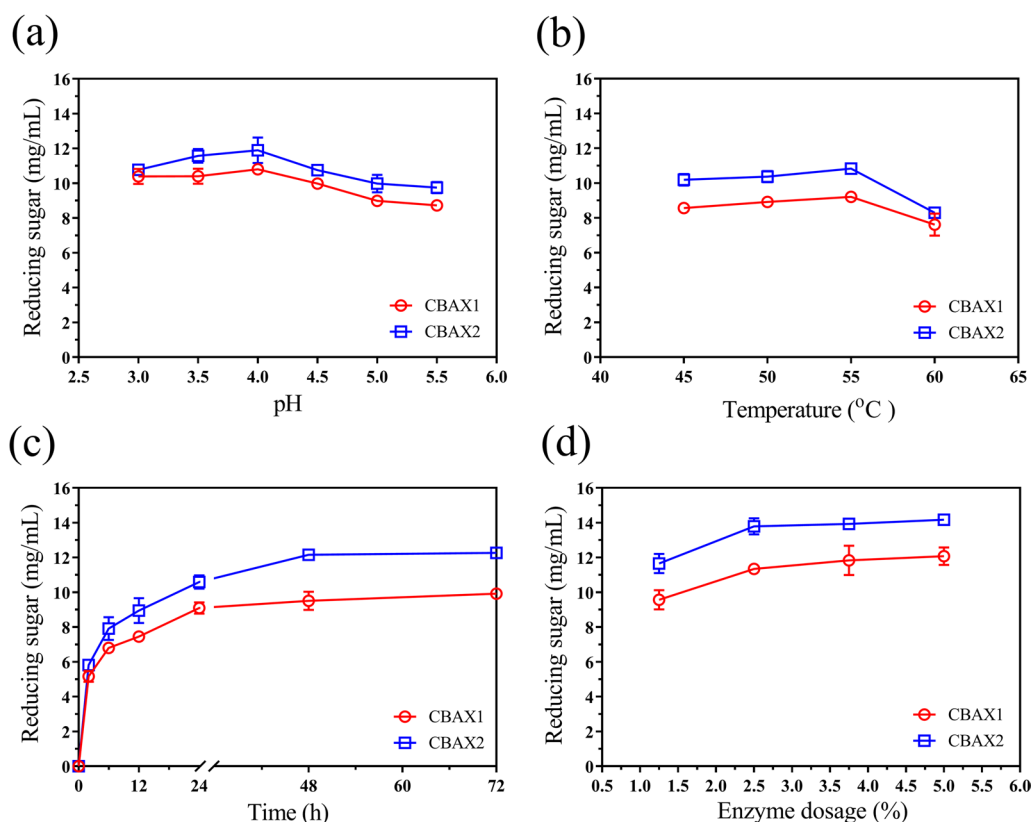 (a)
Reducing sugar (mg/mL)
16
14
12
10
8
6
4
2
0
2.5 3.0 3.5 4.0 4.5 5.0 5.5 6.0
pH
CBAX1
CBAX2
(b)
Reducing sugar (mg/mL)
16
14
12
10
8
6
4
2
0
40 45 50 55 60 65
Temperature (°C )
CBAX1
CBAX2
(c)
Reducing sugar (mg/mL)
16
14
12
10
8
6
4
2
0
0 12 24 48 60 72
Time (h)
CBAX1
CBAX2
(d)
Reducing sugar (mg/mL)
16
14
12
10
8
6
4
2
0
0.5 1.0 1.5 2.0 2.5 3.0 3.5 4.0 4.5 5.0 5.5 6.0
Enzyme dosage (%)
CBAX1
CBAX2